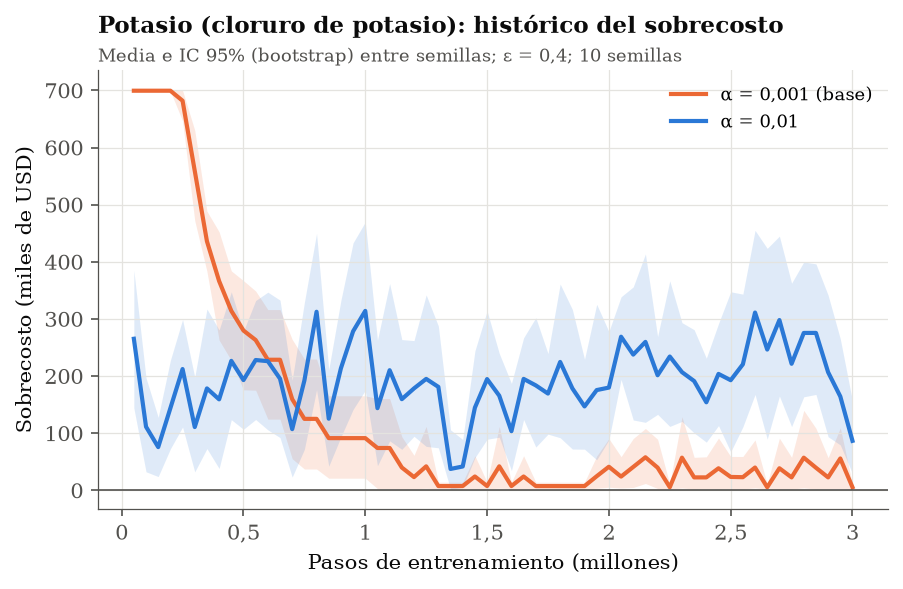 Potasio (cloruro de potasio): histórico del sobrecosto
Media e IC 95% (bootstrap) entre semillas; ε = 0,4; 10 semillas
α = 0,001 (base)
α = 0,01
Sobrecosto (miles de USD)
700
600
500
400
300
200
100
0
0
0,5
1
1,5
2
2,5
3
Pasos de entrenamiento (millones)